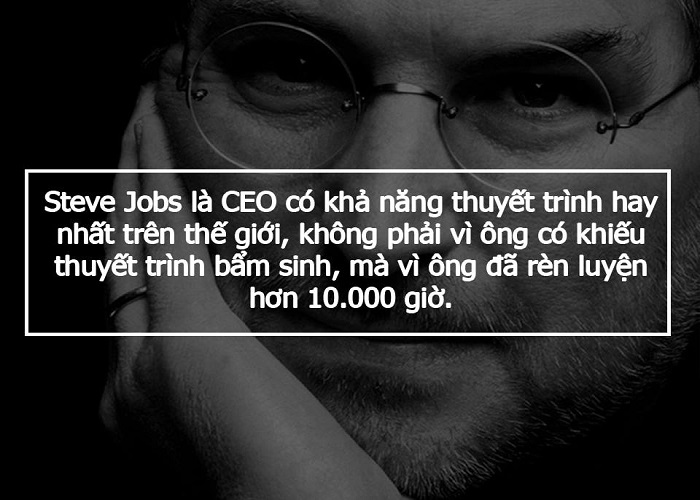 Steve Jobs là CEO có khả năng thuyết trình hay
nhất trên thế giới, không phải vì ông có khiếu
thuyết trình bẩm sinh, mà vì ông đã rèn luyện
hơn 10.000 giờ.